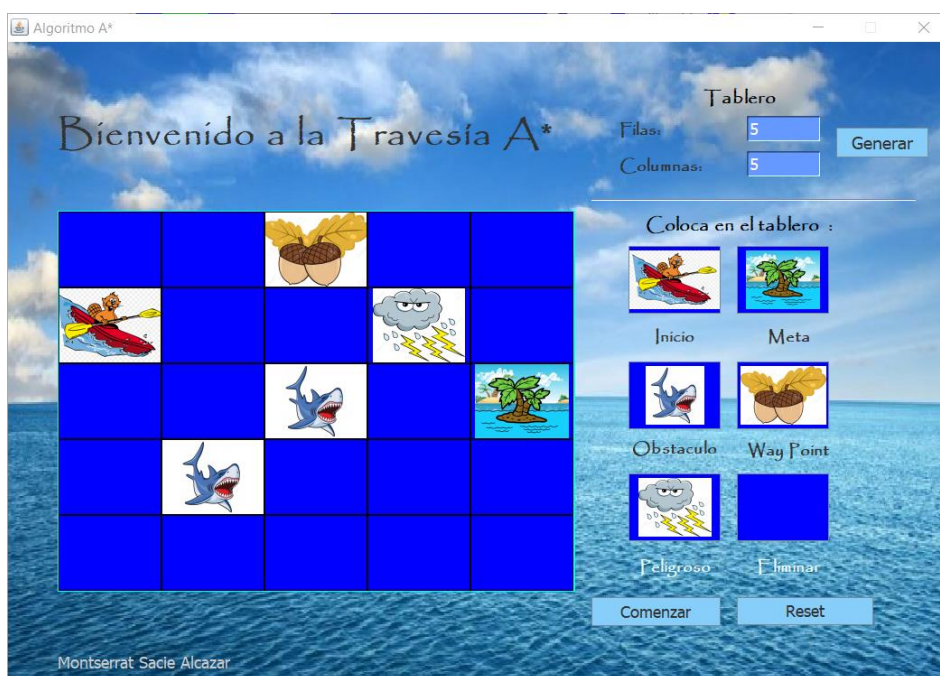 Algoritmo A*
Bienvenido a la Travesía A*
Tablero
Filas: 5
Columnas: 5
Generar
Coloca en el tablero :
Inicio Meta
Obstaculo Way Point
Peligroso Eliminar
Comenzar Reset
Montserrat Sacie Alcazar